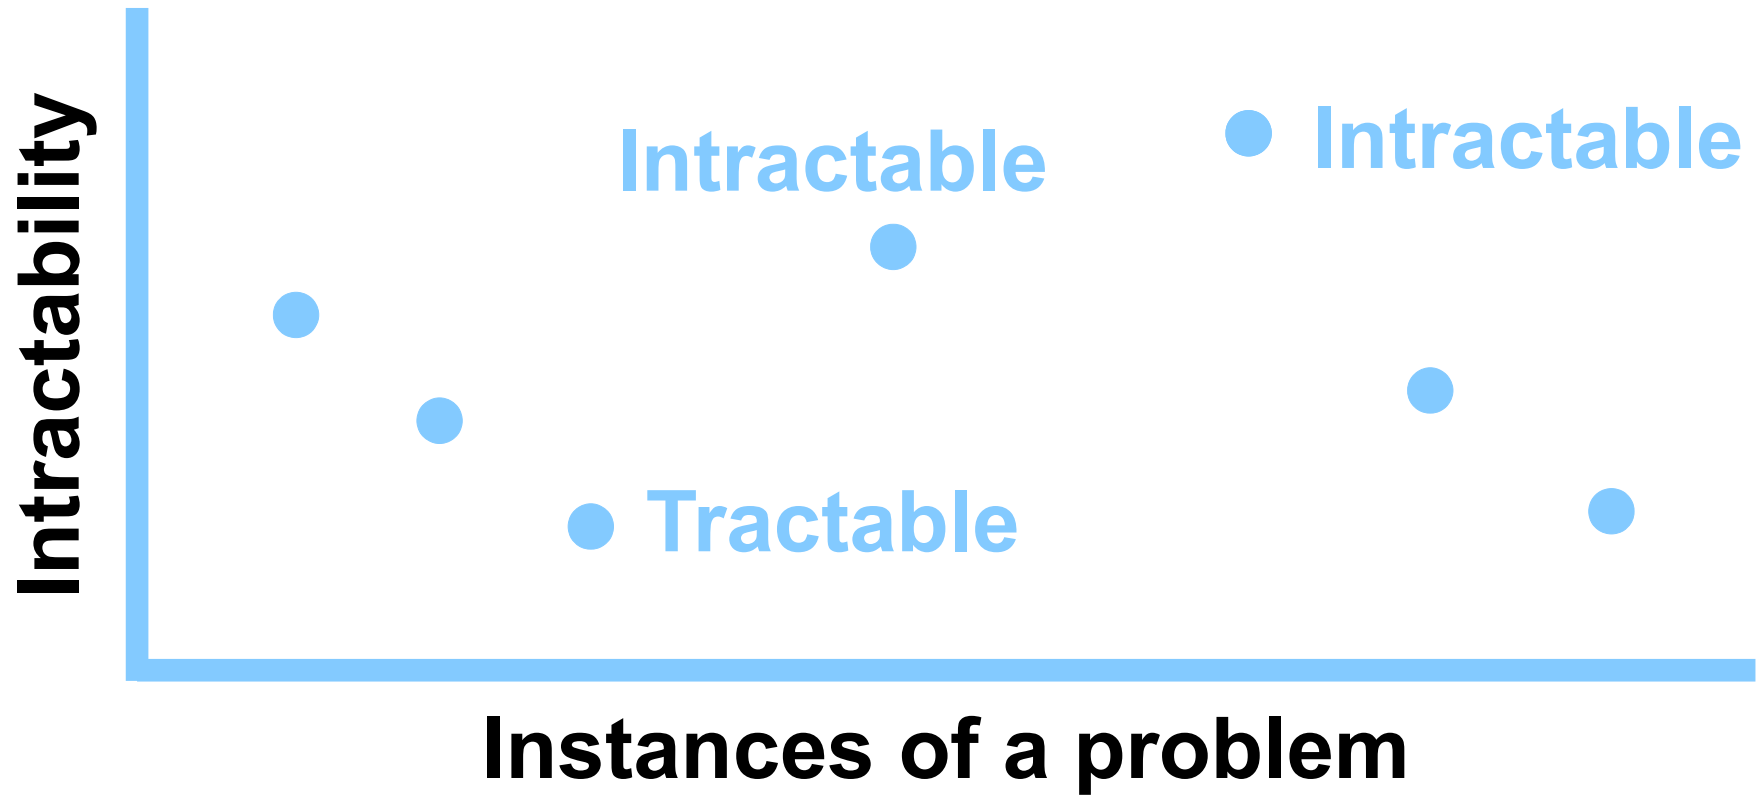 Intractability
Intractable
Intractable
Tractable
Instances of a problem